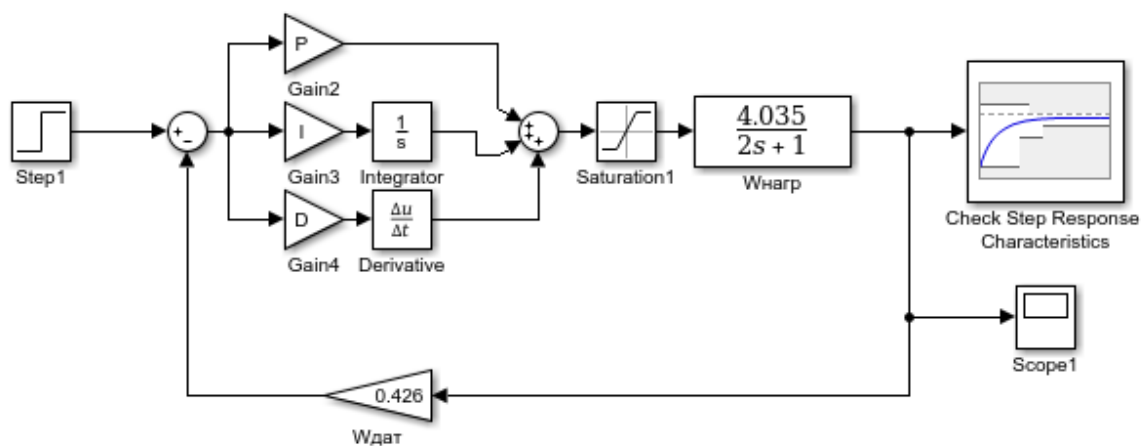 P
Gain2
Step1
+
−
I
Gain3
1
s
Integrator
+
+
+
Saturation1
4.035
2s + 1
Wнагр
Check Step Response
Characteristics
D
Gain4
Δu
Δt
Derivative
Scope1
0.426
Wдат